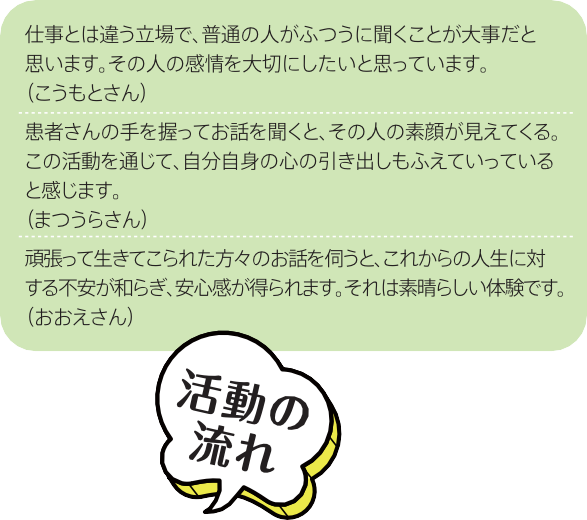 仕事とは違う立場で、普通の人がふつうに聞くことが大事だと
思います。その人の感情を大切にしたいと思っています。
（こうもとさん）
患者さんの手を握ってお話を聞くと、その人の素顔が見えてくる。
この活動を通じて、自分自身の心の引き出しもふえていっている
と感じます。
（まつうらさん）
頑張って生きてこられた方々のお話を伺うと、これからの人生に対
する不安が和らぎ、安心感が得られます。それは素晴らしい体験です。
（おおえさん）
活動の
流れ